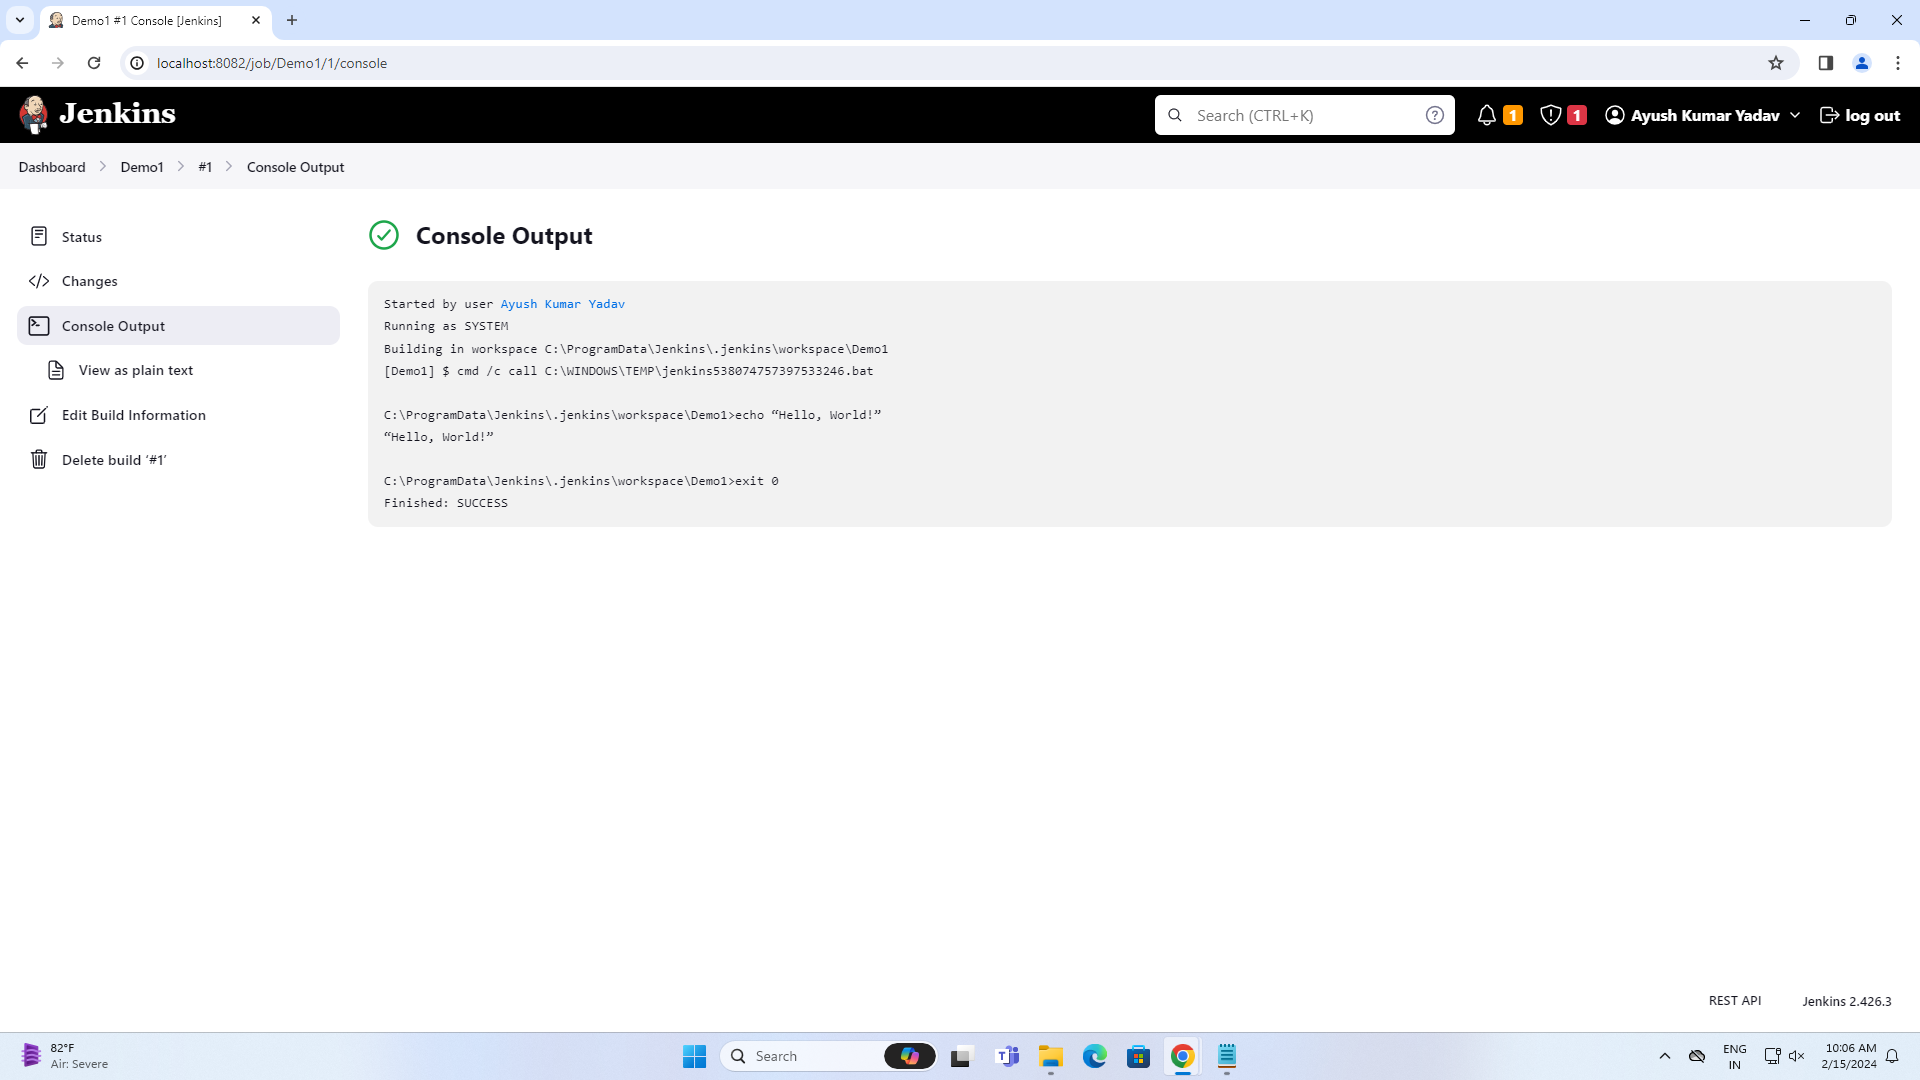 Demo1 #1 Console [Jenkins]
localhost:8082/job/Demo1/1/console
Jenkins
Search (CTRL+K)
1
1
Ayush Kumar Yadav
log out
Dashboard
Demo1
#1
Console Output
Status
Changes
Console Output
View as plain text
Edit Build Information
Delete build ‘#1’
Console Output
Started by user Ayush Kumar Yadav
Running as SYSTEM
Building in workspace C:\ProgramData\Jenkins\.jenkins\workspace\Demo1
[Demo1] $ cmd /c call C:\WINDOWS\TEMP\jenkins538074757397533246.bat
C:\ProgramData\Jenkins\.jenkins\workspace\Demo1>echo “Hello, World!”
“Hello, World!”
C:\ProgramData\Jenkins\.jenkins\workspace\Demo1>exit 0
Finished: SUCCESS
REST API
Jenkins 2.426.3
82°F
Air: Severe
Search
ENG
IN
10:06 AM
2/15/2024